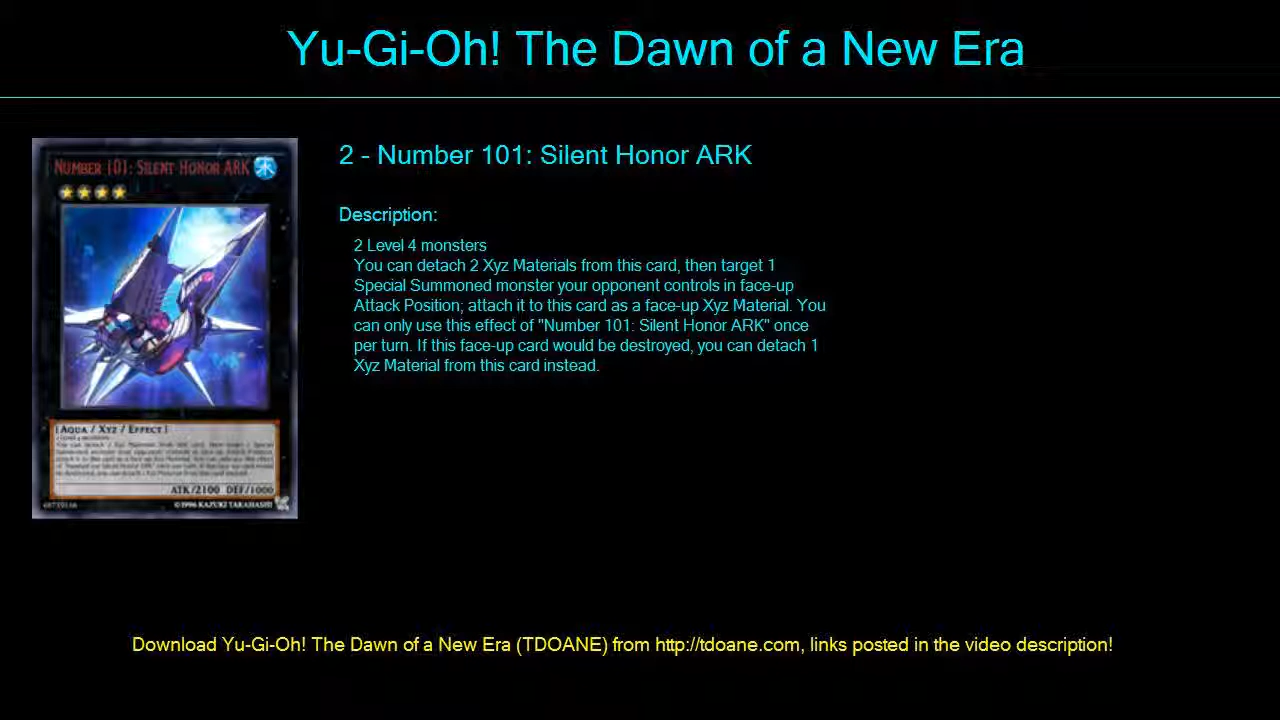 Yu-Gi-Oh! The Dawn of a New Era
2 - Number 101: Silent Honor ARK
Description:
2 Level 4 monsters
You can detach 2 Xyz Materials from this card, then target 1
Special Summoned monster your opponent controls in face-up
Attack Position; attach it to this card as a face-up Xyz Material. You
can only use this effect of "Number 101: Silent Honor ARK" once
per turn. If this face-up card would be destroyed, you can detach 1
Xyz Material from this card instead.
Number 101: Silent Honor ARK
[Aqua / Xyz / Effect]
ATK/2100 DEF/1000
©1996 KAZUKI TAKAHASHI
Download Yu-Gi-Oh! The Dawn of a New Era (TDOANE) from http://tdoane.com, links posted in the video description!